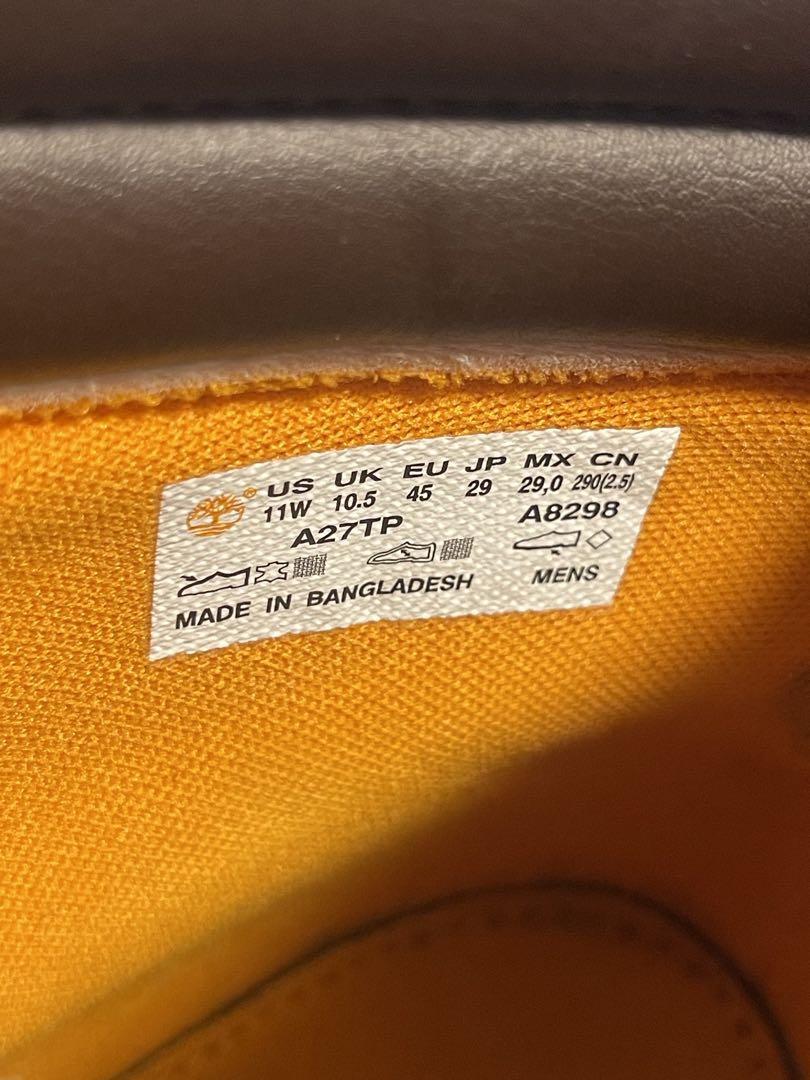 US UK EU JP MX CN
11W 10.5 45 29 29,0 290(2.5)
A27TP A8298
MADE IN BANGLADESH MENS